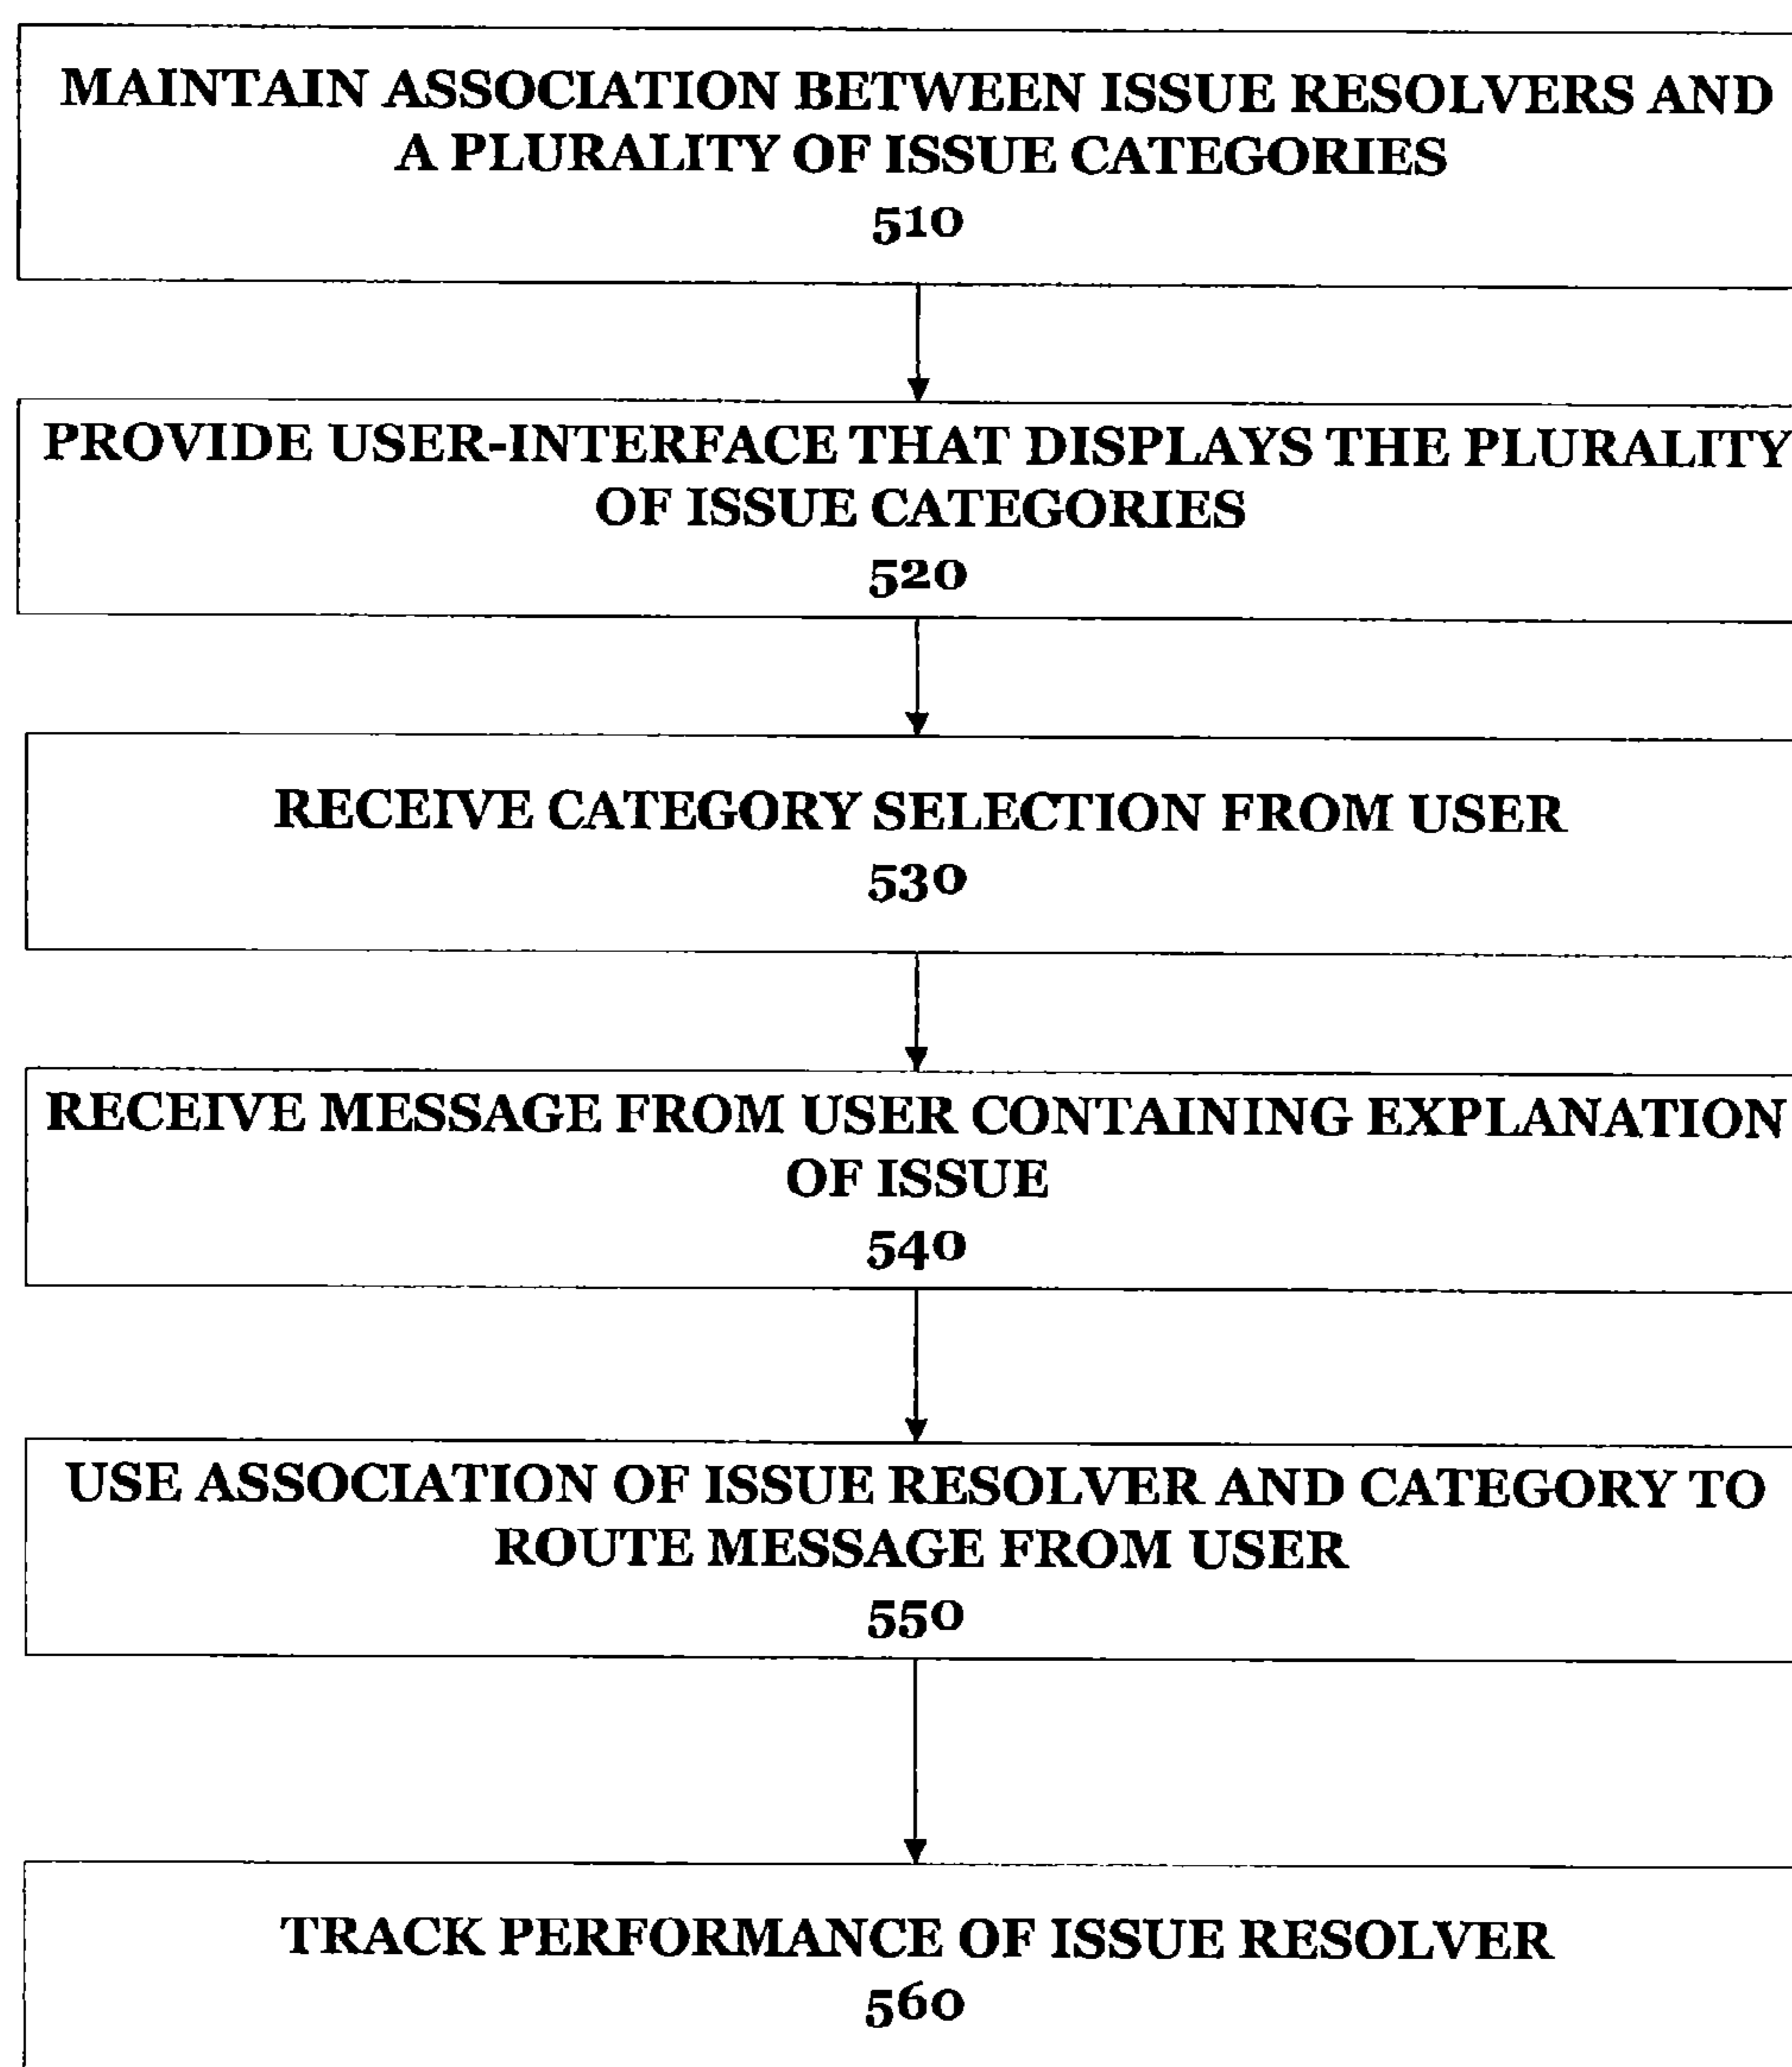 MAINTAIN ASSOCIATION BETWEEN ISSUE RESOLVERS AND
A PLURALITY OF ISSUE CATEGORIES
510
PROVIDE USER-INTERFACE THAT DISPLAYS THE PLURALITY
OF ISSUE CATEGORIES
520
RECEIVE CATEGORY SELECTION FROM USER
530
RECEIVE MESSAGE FROM USER CONTAINING EXPLANATION
OF ISSUE
540
USE ASSOCIATION OF ISSUE RESOLVER AND CATEGORY TO
ROUTE MESSAGE FROM USER
550
TRACK PERFORMANCE OF ISSUE RESOLVER
560